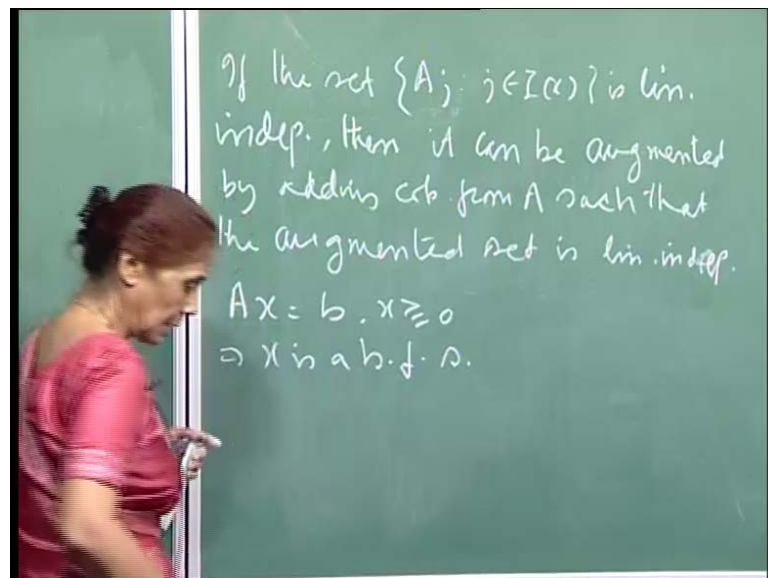 If the set {Aj : j∈I(x)} is lin.
indep., then it can be augmented
by adding cols. from A such that
the augmented set is lin. indep.
Ax = b, x ≥ 0
⇒ x is a b.f.s.